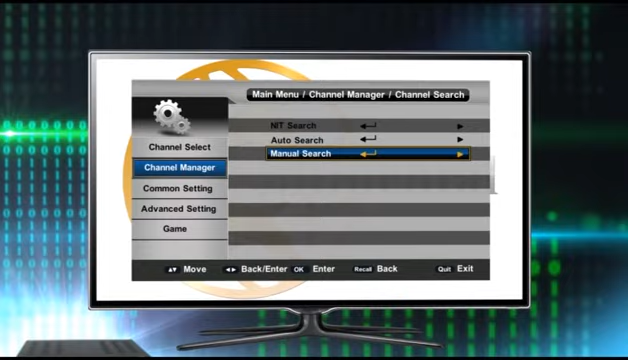 Main Menu / Channel Manager / Channel Search
NIT Search
Auto Search
Manual Search
Channel Select
Channel Manager
Common Setting
Advanced Setting
Game
Move Back/Enter OK Enter Recall Back Quit Exit